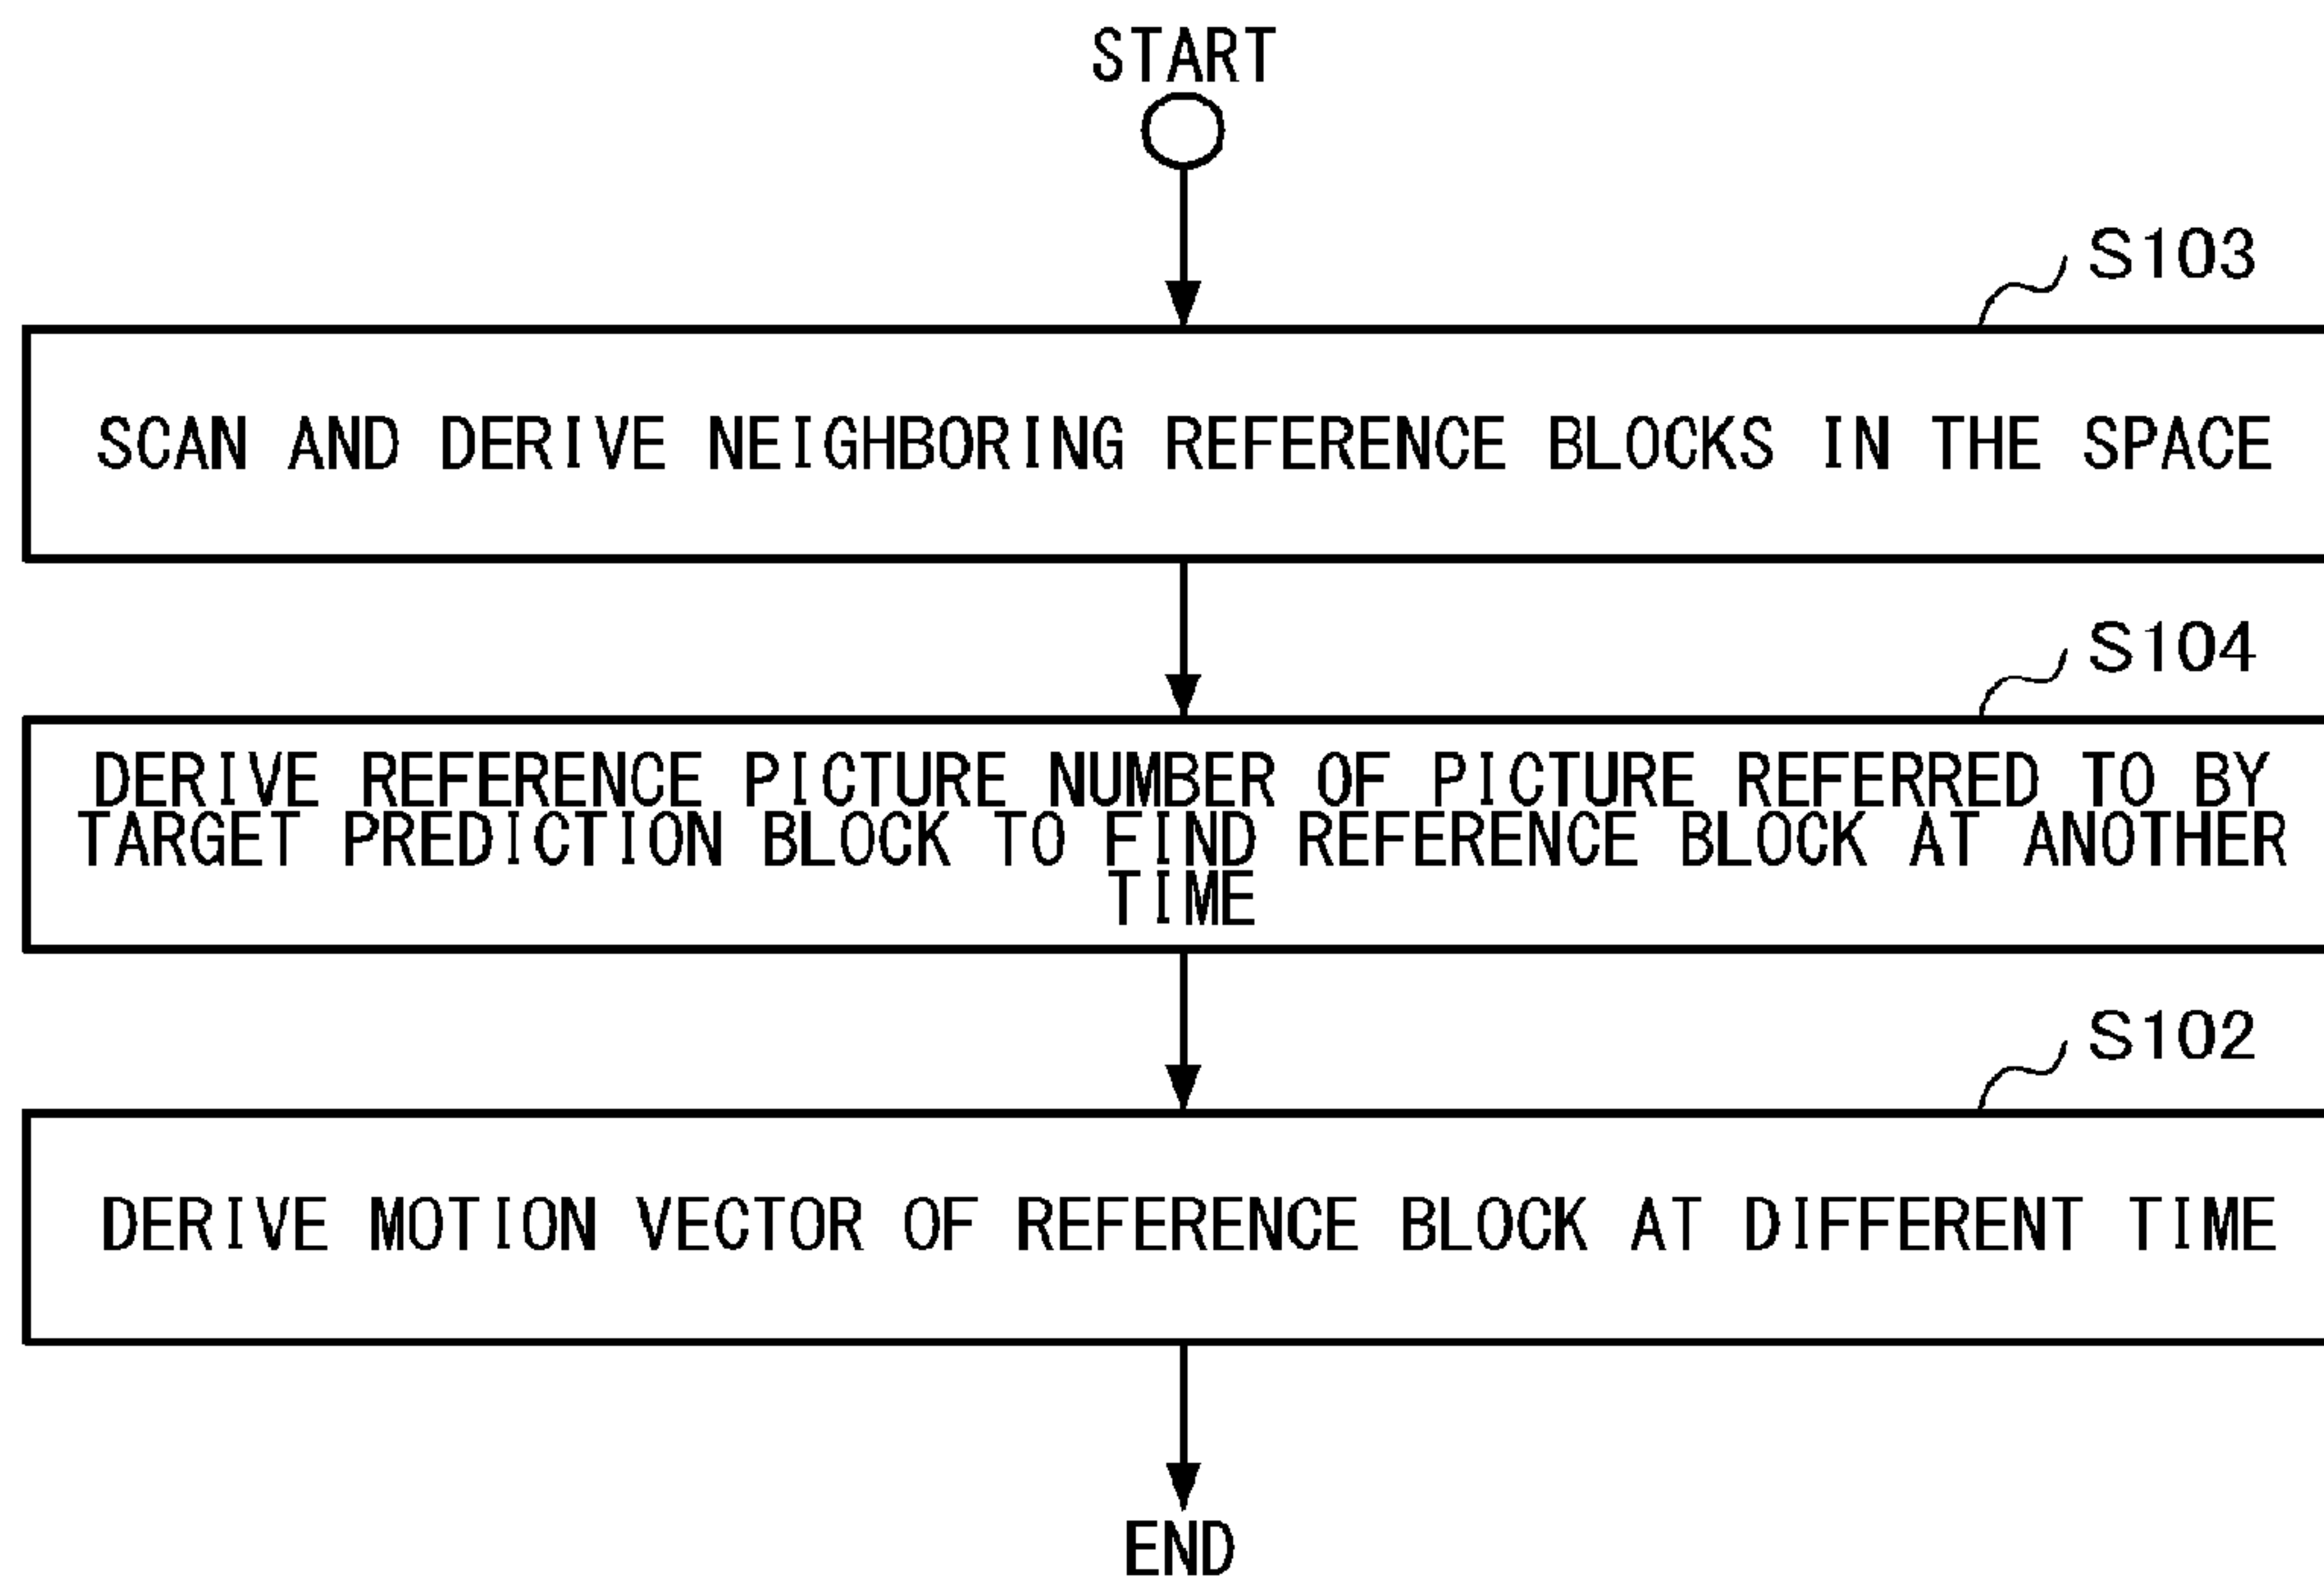 START
S103
SCAN AND DERIVE NEIGHBORING REFERENCE BLOCKS IN THE SPACE
S104
DERIVE REFERENCE PICTURE NUMBER OF PICTURE REFERRED TO BY
TARGET PREDICTION BLOCK TO FIND REFERENCE BLOCK AT ANOTHER
TIME
S102
DERIVE MOTION VECTOR OF REFERENCE BLOCK AT DIFFERENT TIME
END